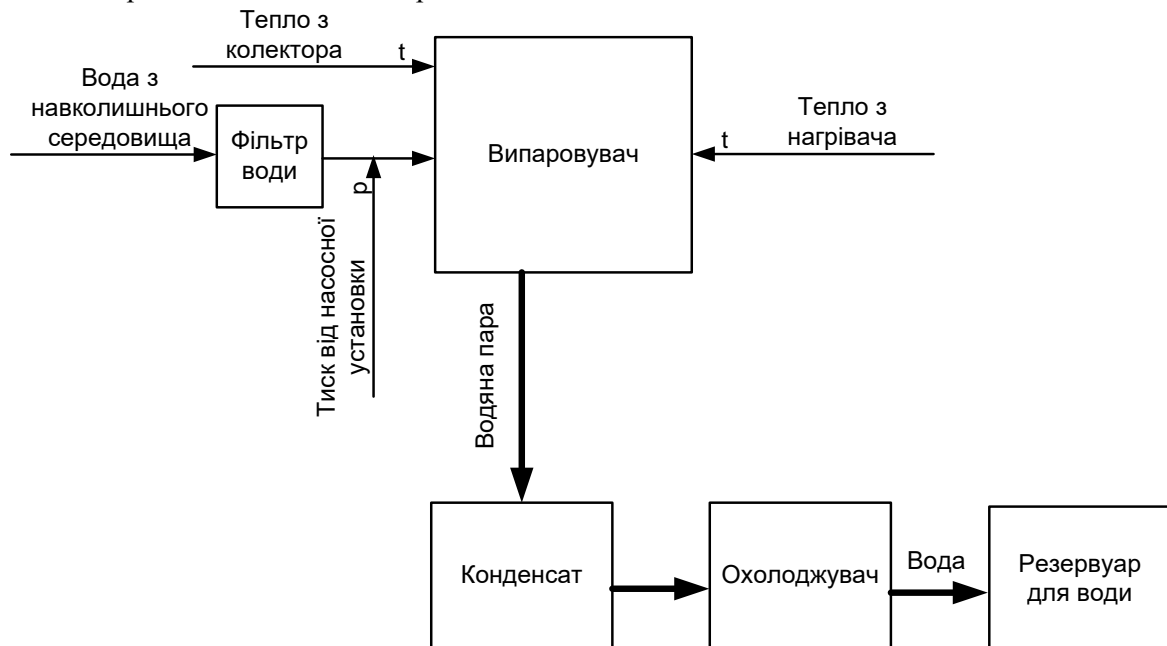 Тепло з
колектора
t
Вода з
навколишнього
середовища
Фільтр
води
Випаровувач
Тепло з
нагрівача
t
p
Тиск від насосної
установки
Водяна пара
Конденсат
Охолоджувач
Вода
Резервуар
для води